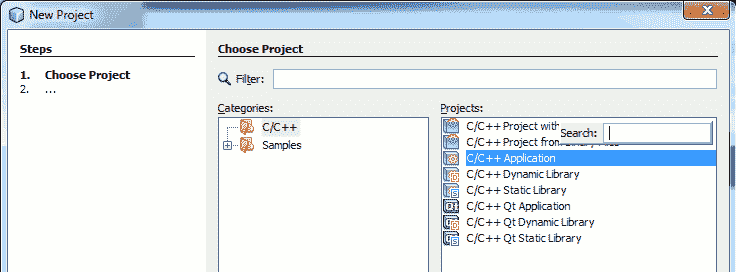 New Project
Steps
Choose Project
1. Choose Project
2. ...
Filter:
Categories:
Projects:
C/C++
Samples
C/C++ Project with
Search:
C/C++ Project from
C/C++ Application
C/C++ Dynamic Library
C/C++ Static Library
C/C++ Qt Application
C/C++ Qt Dynamic Library
C/C++ Qt Static Library